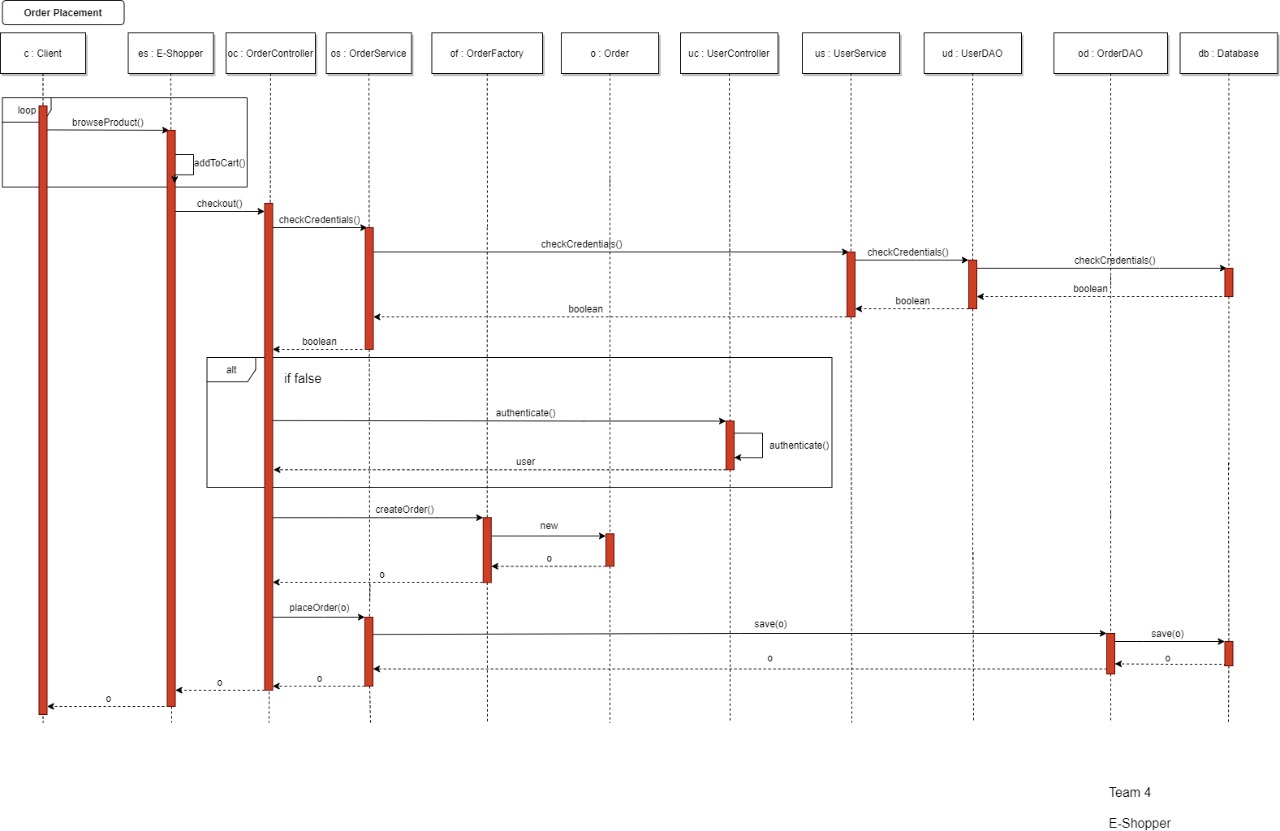 Order Placement
c : Client
es : E-Shopper
oc : OrderController
os : OrderService
of : OrderFactory
o : Order
uc : UserController
us : UserService
ud : UserDAO
od : OrderDAO
db : Database
loop
browseProduct()
addToCart()
checkout()
checkCredentials()
checkCredentials()
checkCredentials()
checkCredentials()
boolean
boolean
boolean
boolean
alt
if false
authenticate()
authenticate()
user
createOrder()
new
o
o
placeOrder(o)
save(o)
save(o)
o
o
o
o
o
Team 4
E-Shopper